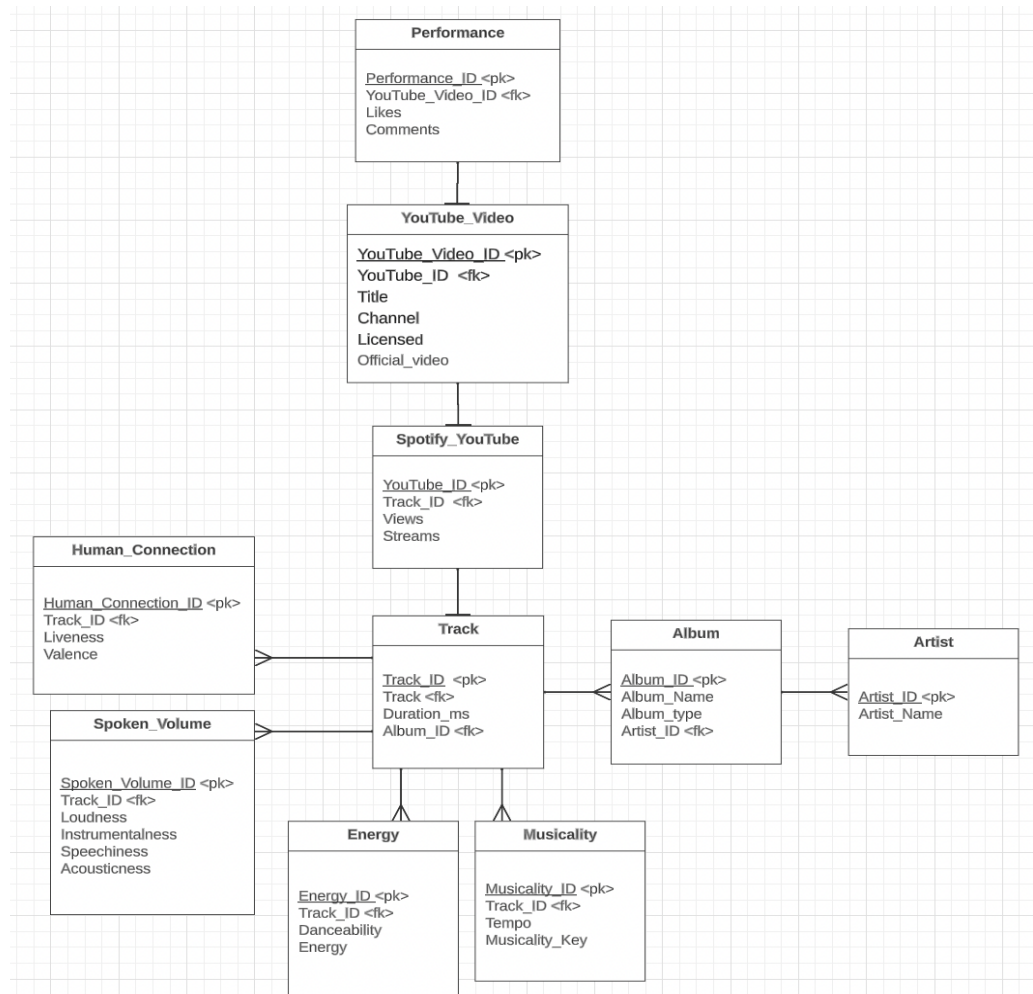 Performance
Performance_ID <pk>
YouTube_Video_ID <fk>
Likes
Comments
YouTube_Video
YouTube_Video_ID <pk>
YouTube_ID <fk>
Title
Channel
Licensed
Official_video
Spotify_YouTube
YouTube_ID <pk>
Track_ID <fk>
Views
Streams
Human_Connection
Human_Connection_ID <pk>
Track_ID <fk>
Liveness
Valence
Track
Track_ID <pk>
Track <fk>
Duration_ms
Album_ID <fk>
Album
Album_ID <pk>
Album_Name
Album_type
Artist_ID <fk>
Artist
Artist_ID <pk>
Artist_Name
Spoken_Volume
Spoken_Volume_ID <pk>
Track_ID <fk>
Loudness
Instrumentalness
Speechiness
Acousticness
Energy
Energy_ID <pk>
Track_ID <fk>
Danceability
Energy
Musicality
Musicality_ID <pk>
Track_ID <fk>
Tempo
Musicality_Key